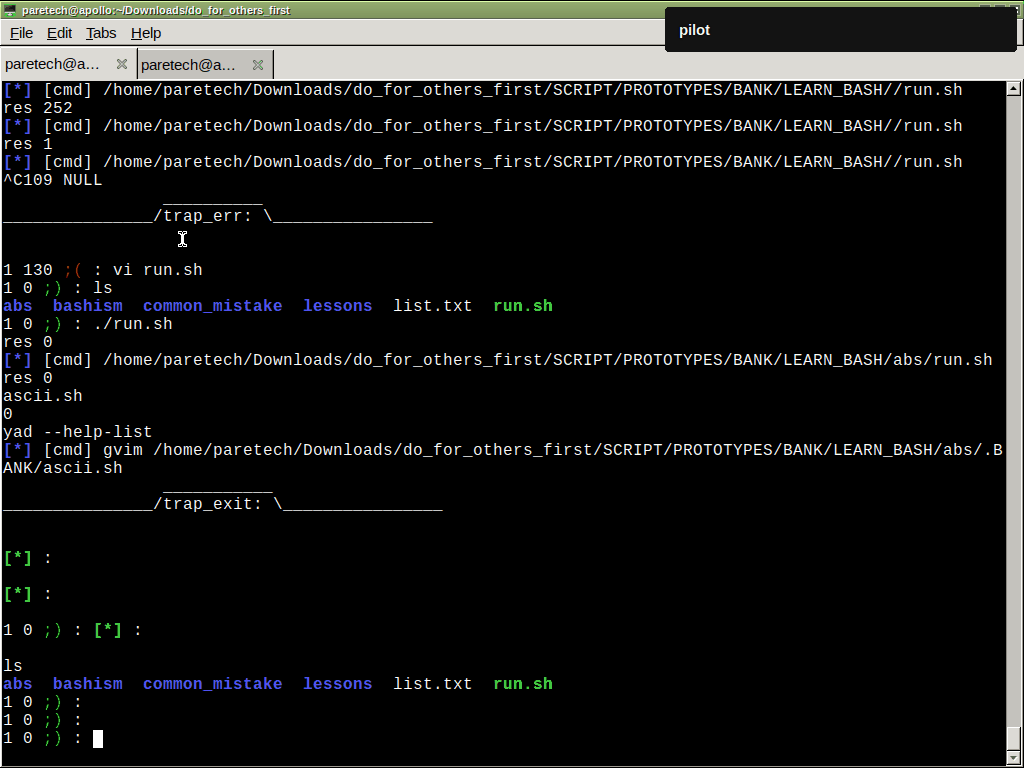 paretech@apollo:~/Downloads/do_for_others_first
pilot
File Edit Tabs Help
paretech@a... paretech@a...
[*] [cmd] /home/paretech/Downloads/do_for_others_first/SCRIPT/PROTOTYPES/BANK/LEARN_BASH//run.sh
res 252
[*] [cmd] /home/paretech/Downloads/do_for_others_first/SCRIPT/PROTOTYPES/BANK/LEARN_BASH//run.sh
res 1
[*] [cmd] /home/paretech/Downloads/do_for_others_first/SCRIPT/PROTOTYPES/BANK/LEARN_BASH//run.sh
^C109 NULL
__________
_______________/trap_err: \________________
1 130 ;( : vi run.sh
1 0 ;) : ls
abs  bashism  common_mistake  lessons  list.txt  run.sh
1 0 ;) : ./run.sh
res 0
[*] [cmd] /home/paretech/Downloads/do_for_others_first/SCRIPT/PROTOTYPES/BANK/LEARN_BASH/abs/run.sh
res 0
ascii.sh
0
yad --help-list
[*] [cmd] gvim /home/paretech/Downloads/do_for_others_first/SCRIPT/PROTOTYPES/BANK/LEARN_BASH/abs/.B
ANK/ascii.sh
___________
_______________/trap_exit: \________________
[*] :
[*] :
1 0 ;) : [*] :
ls
abs  bashism  common_mistake  lessons  list.txt  run.sh
1 0 ;) :
1 0 ;) :
1 0 ;) :